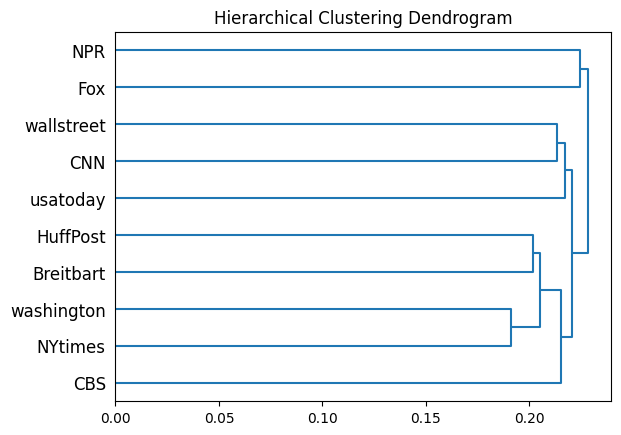 Hierarchical Clustering Dendrogram
NPR
Fox
wallstreet
CNN
usatoday
HuffPost
Breitbart
washington
NYtimes
CBS
0.00 0.05 0.10 0.15 0.20